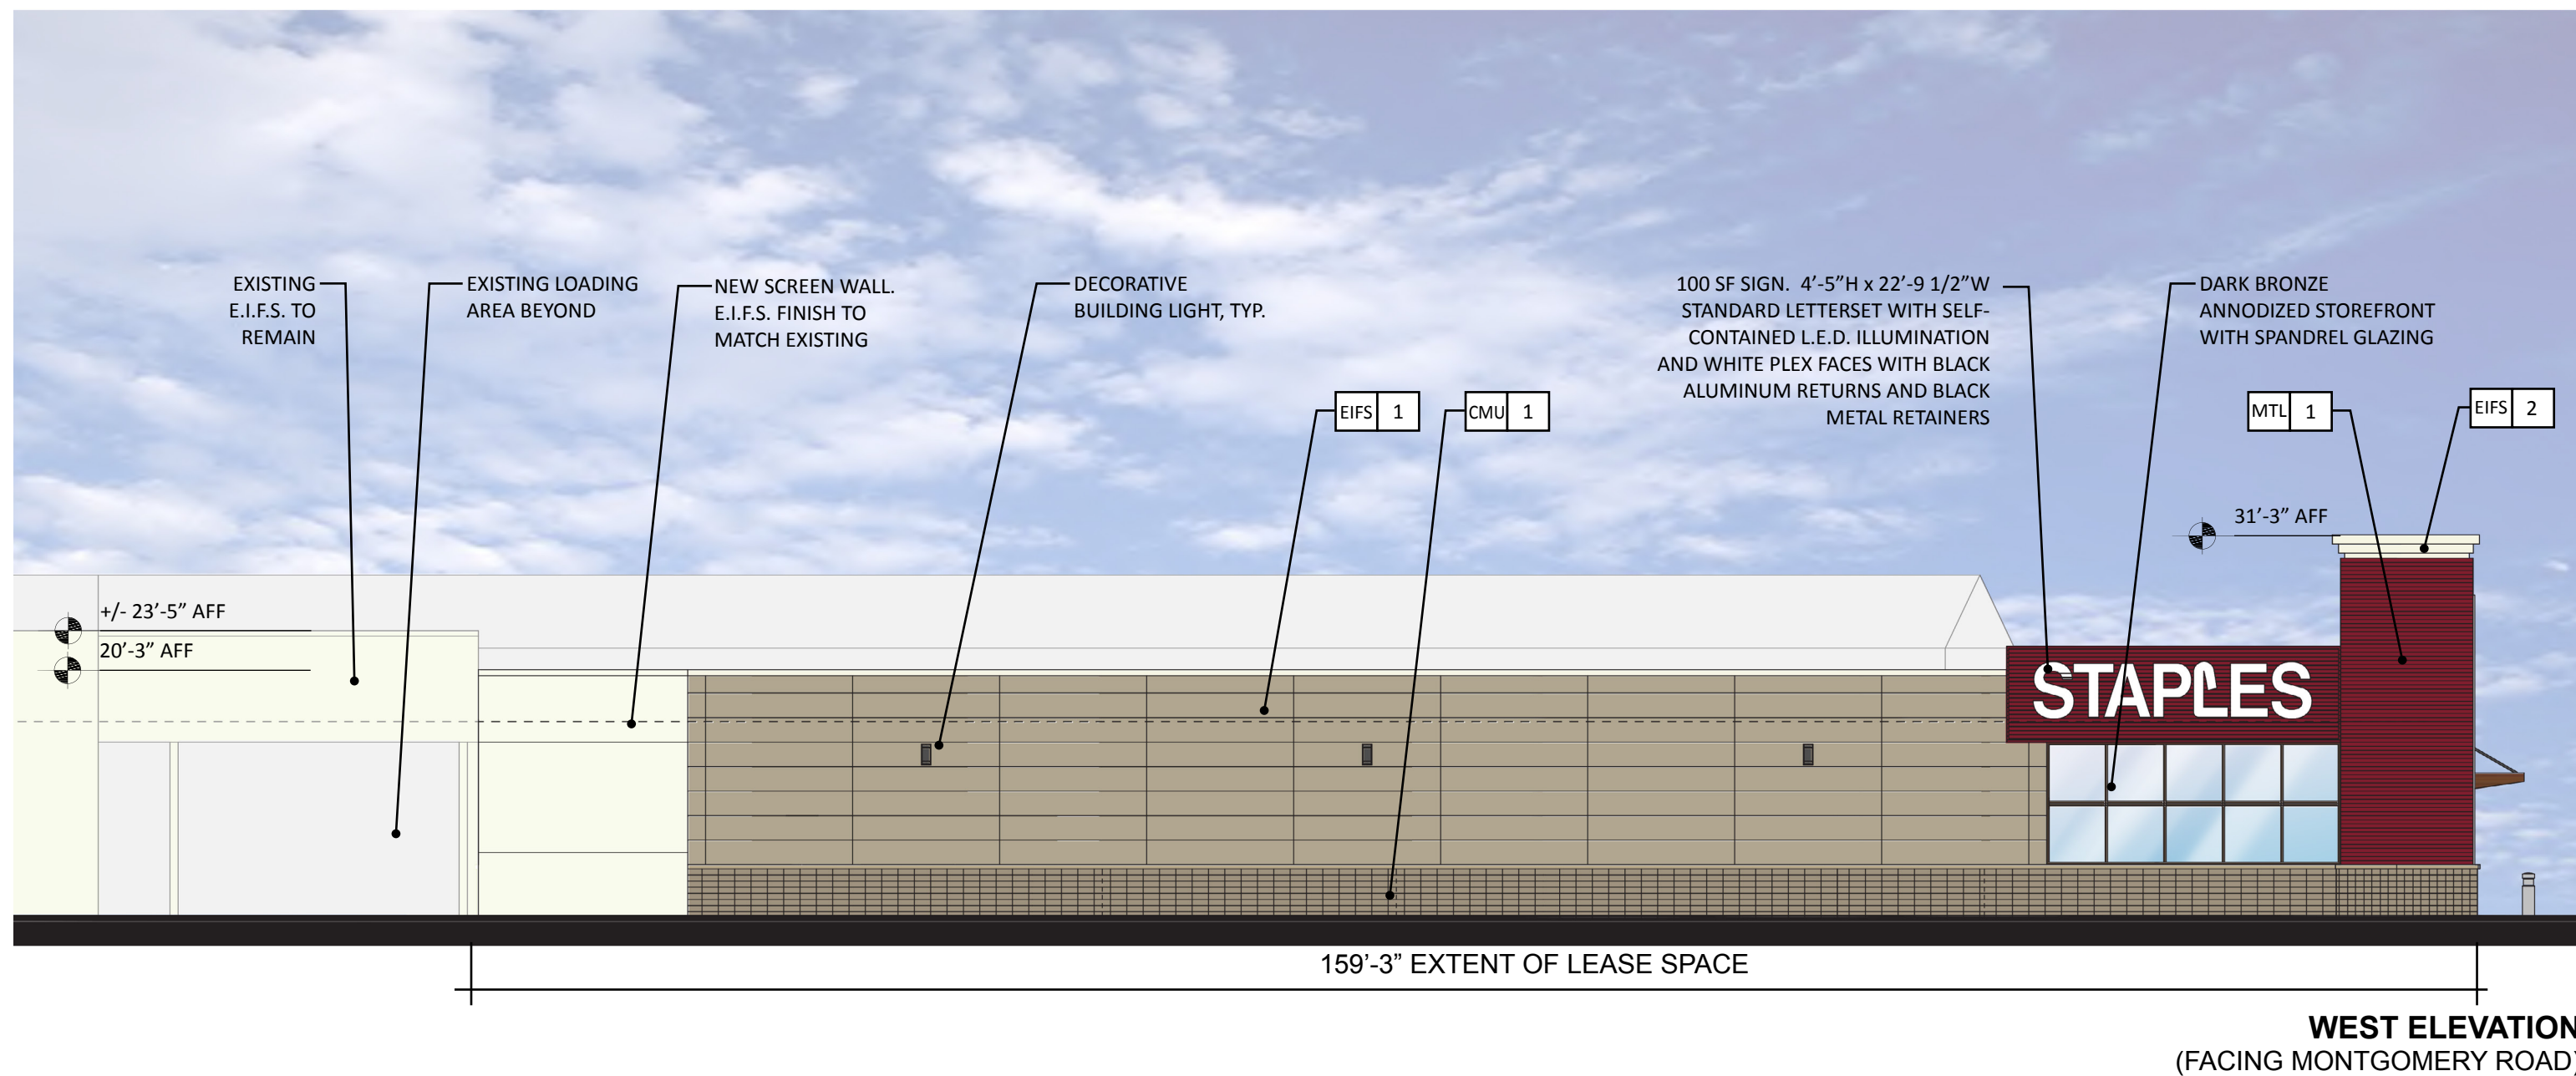 EXISTING
E.I.F.S. TO
REMAIN
EXISTING LOADING
AREA BEYOND
NEW SCREEN WALL.
E.I.F.S. FINISH TO
MATCH EXISTING
DECORATIVE
BUILDING LIGHT, TYP.
EIFS 1
CMU 1
100 SF SIGN.  4’-5”H x 22’-9 1/2”W
STANDARD LETTERSET WITH SELF-
CONTAINED L.E.D. ILLUMINATION
AND WHITE PLEX FACES WITH BLACK
ALUMINUM RETURNS AND BLACK
METAL RETAINERS
DARK BRONZE
ANNODIZED STOREFRONT
WITH SPANDREL GLAZING
MTL 1
EIFS 2
31’-3” AFF
+/- 23’-5” AFF
20’-3” AFF
STAPLES
159’-3” EXTENT OF LEASE SPACE
WEST ELEVATION
(FACING MONTGOMERY ROAD)